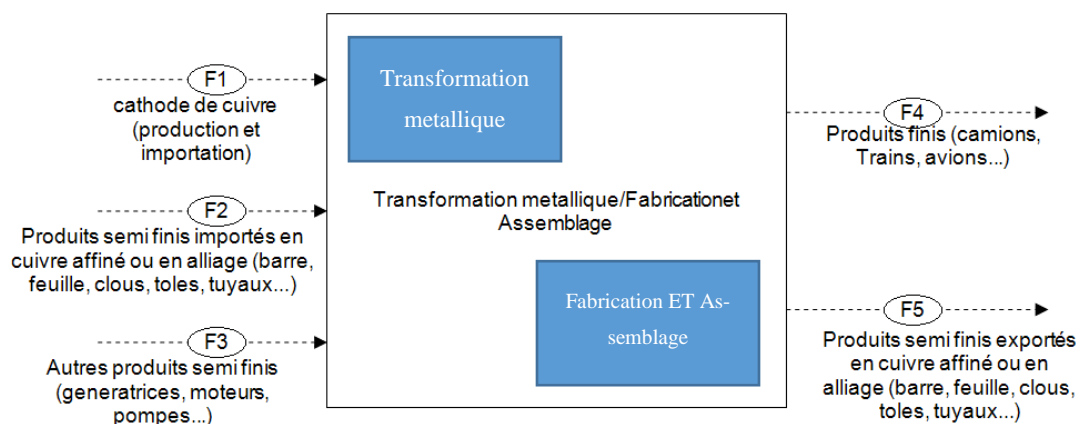 F1
cathode de cuivre
(production et
importation)
F2
Produits semi finis importés en
cuivre affiné ou en alliage (barre,
feuille, clous, toles, tuyaux...)
F3
Autres produits semi finis
(generatrices, moteurs,
pompes...)
Transformation
metallique
Transformation metallique/Fabricationet
Assemblage
Fabrication ET As-
semblage
F4
Produits finis (camions,
Trains, avions...)
F5
Produits semi finis exportés
en cuivre affiné ou en
alliage (barre, feuille, clous,
toles, tuyaux...)